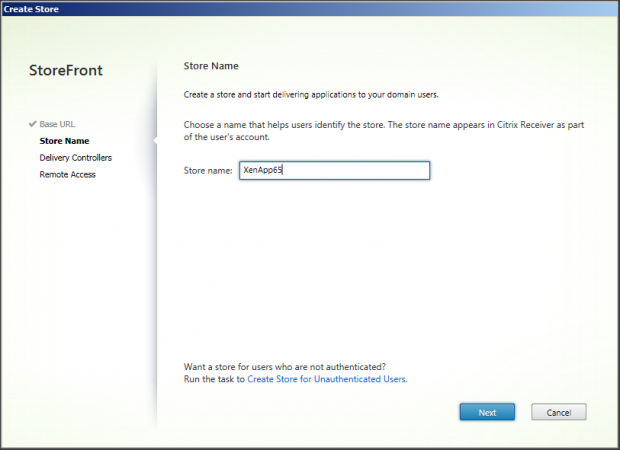 Create Store
StoreFront
Base URL
Store Name
Delivery Controllers
Remote Access
Store Name
Create a store and start delivering applications to your domain users.
Choose a name that helps users identify the store. The store name appears in Citrix Receiver as part
of the user's account.
Store name: XenApp65
Want a store for users who are not authenticated?
Run the task to Create Store for Unauthenticated Users.
Next Cancel